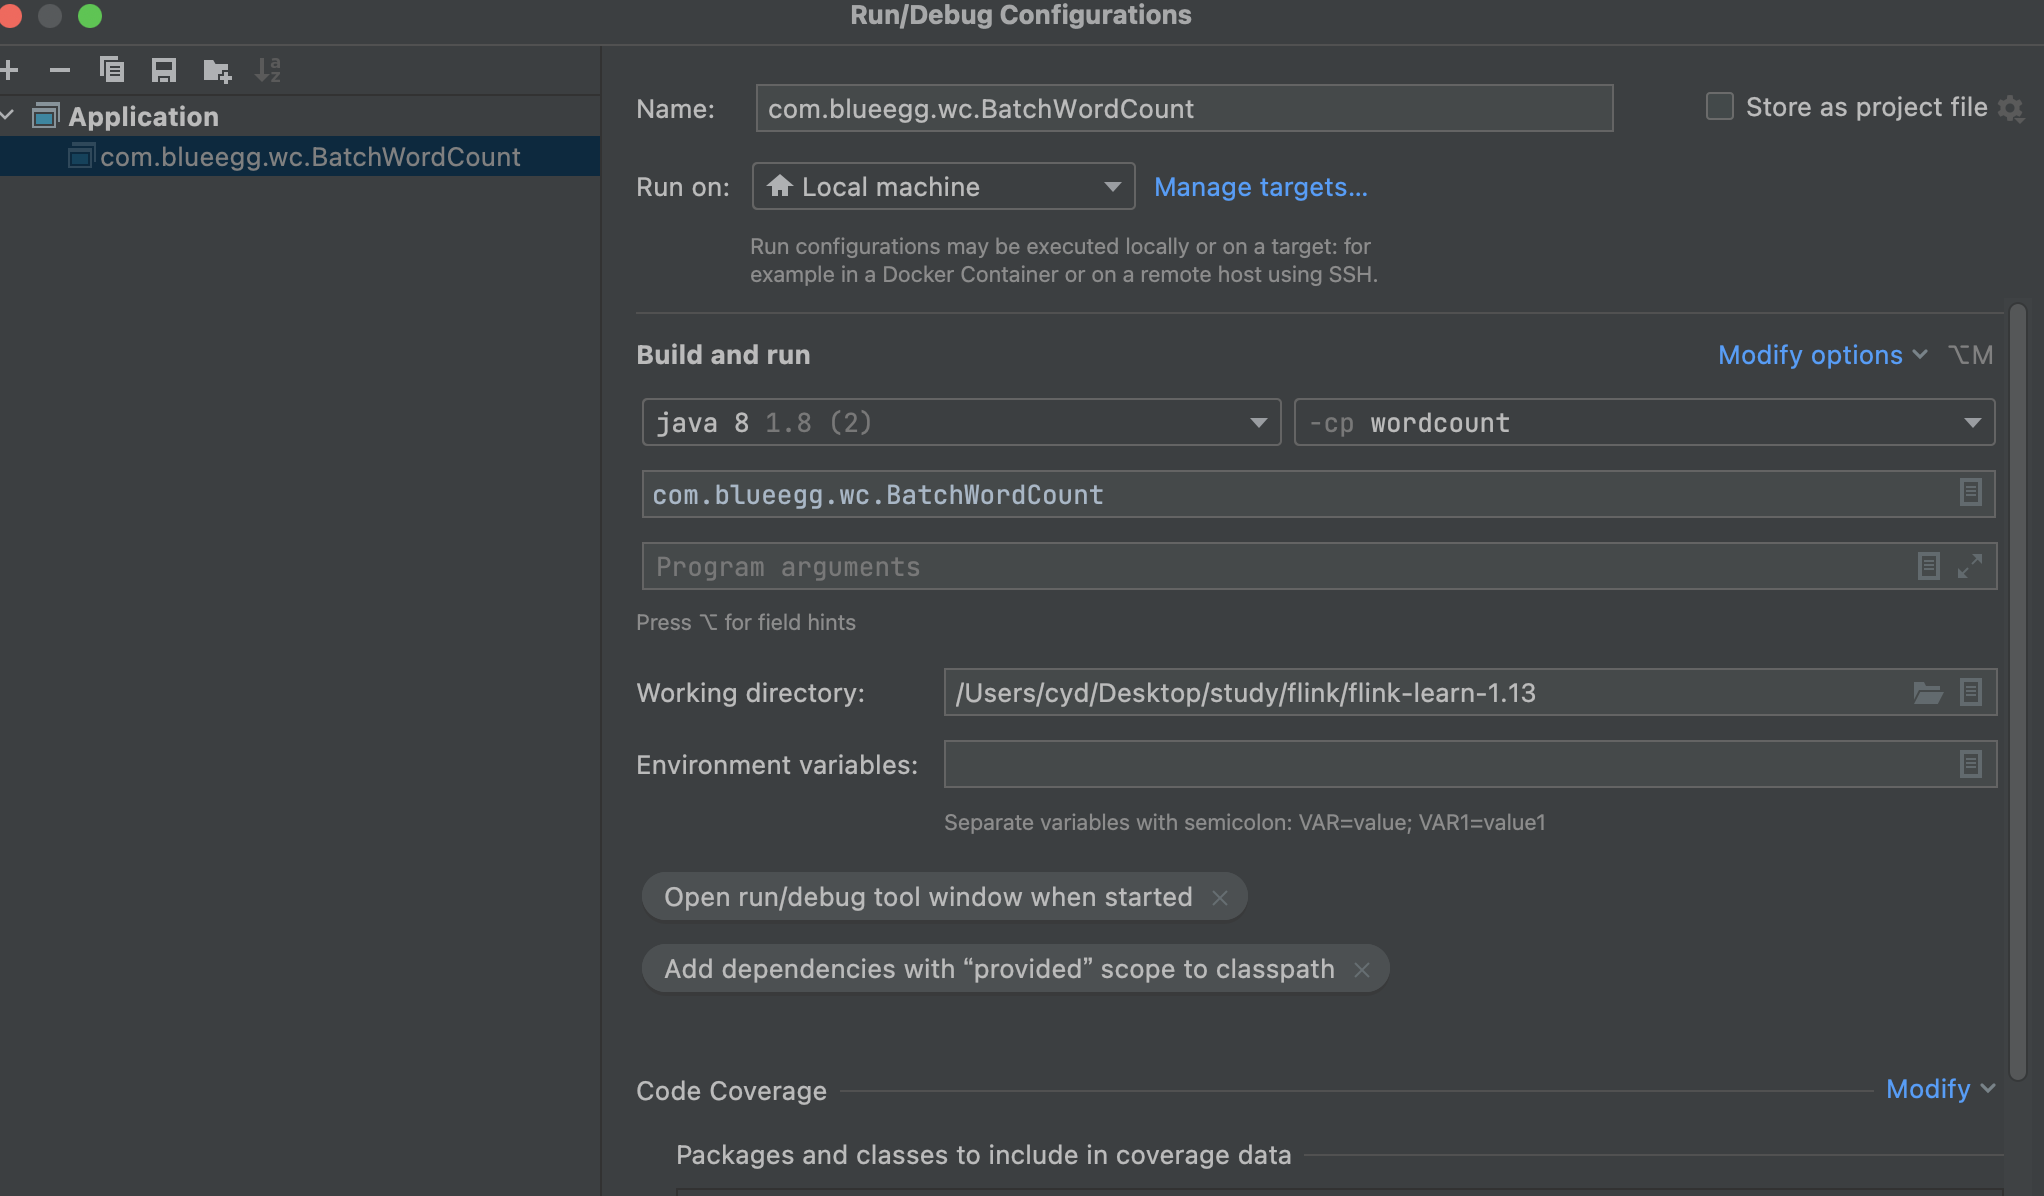 Run/Debug Configurations
Application
com.blueegg.wc.BatchWordCount
Name: com.blueegg.wc.BatchWordCount Store as project file
Run on: Local machine Manage targets...
Run configurations may be executed locally or on a target: for
example in a Docker Container or on a remote host using SSH.
Build and run Modify options ⌥M
java 8 1.8 (2) -cp wordcount
com.blueegg.wc.BatchWordCount
Program arguments
Press ⌥ for field hints
Working directory: /Users/cyd/Desktop/study/flink/flink-learn-1.13
Environment variables:
Separate variables with semicolon: VAR=value; VAR1=value1
Open run/debug tool window when started ×
Add dependencies with “provided” scope to classpath ×
Code Coverage Modify
Packages and classes to include in coverage data